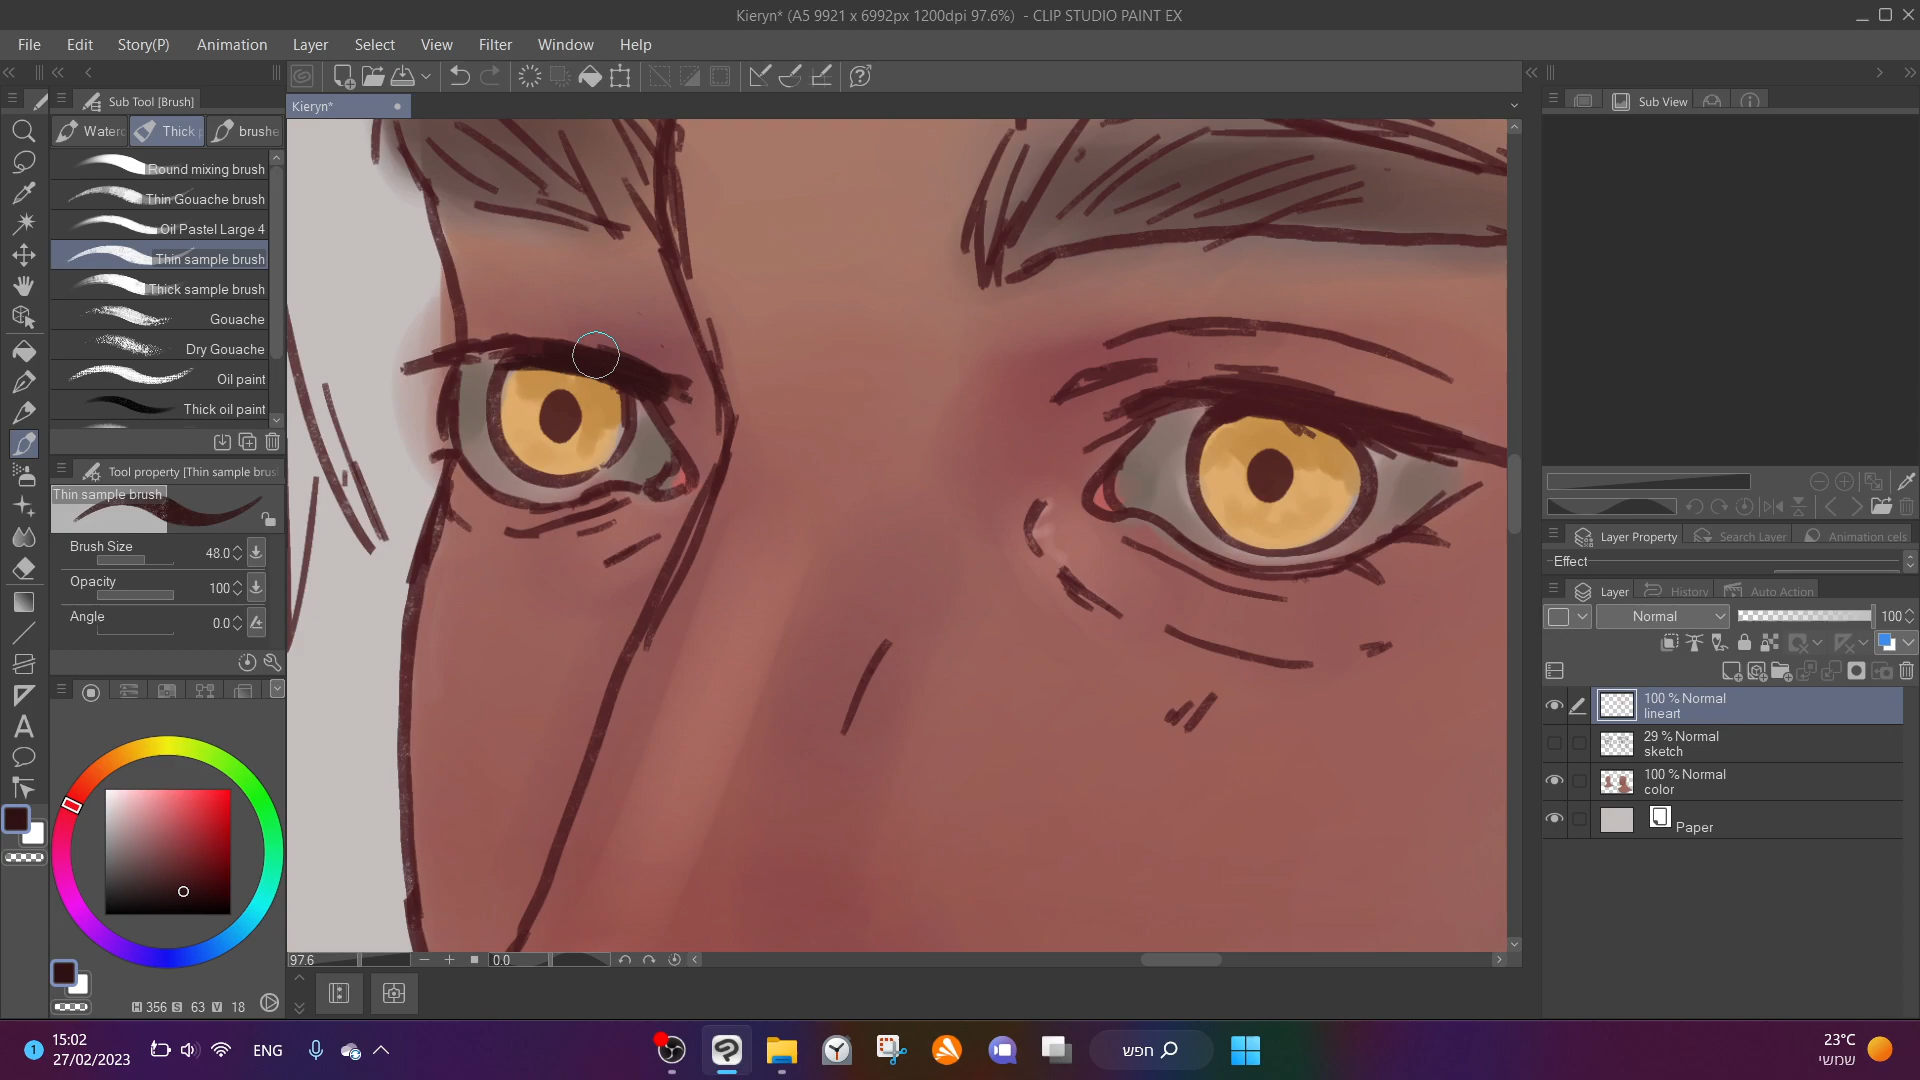 Kieryn* (A5 9921 x 6992px 1200dpi 97.6%) - CLIP STUDIO PAINT EX
File Edit Story(P) Animation Layer Select View Filter Window Help
Sub Tool [Brush]
Kieryn*
Sub View
Thick
brushe
Round mixing brush
Thin Gouache brush
Oil Pastel Large 4
Thin sample brush
Thick sample brush
Gouache
Dry Gouache
Oil paint
Thick oil paint
Tool property [Thin sample brus
Thin sample brush
Brush Size 48.0
Opacity 100
Angle 0.0
Layer Property Search Layer Animation cels
Effect
Layer History Auto Action
Normal 100
100 % Normal
lineart
29 % Normal
sketch
100 % Normal
color
Paper
97.6 0.0
H 356 S 63 V 18
1 15:02
27/02/2023
ENG
חפש
23°C
שמשי